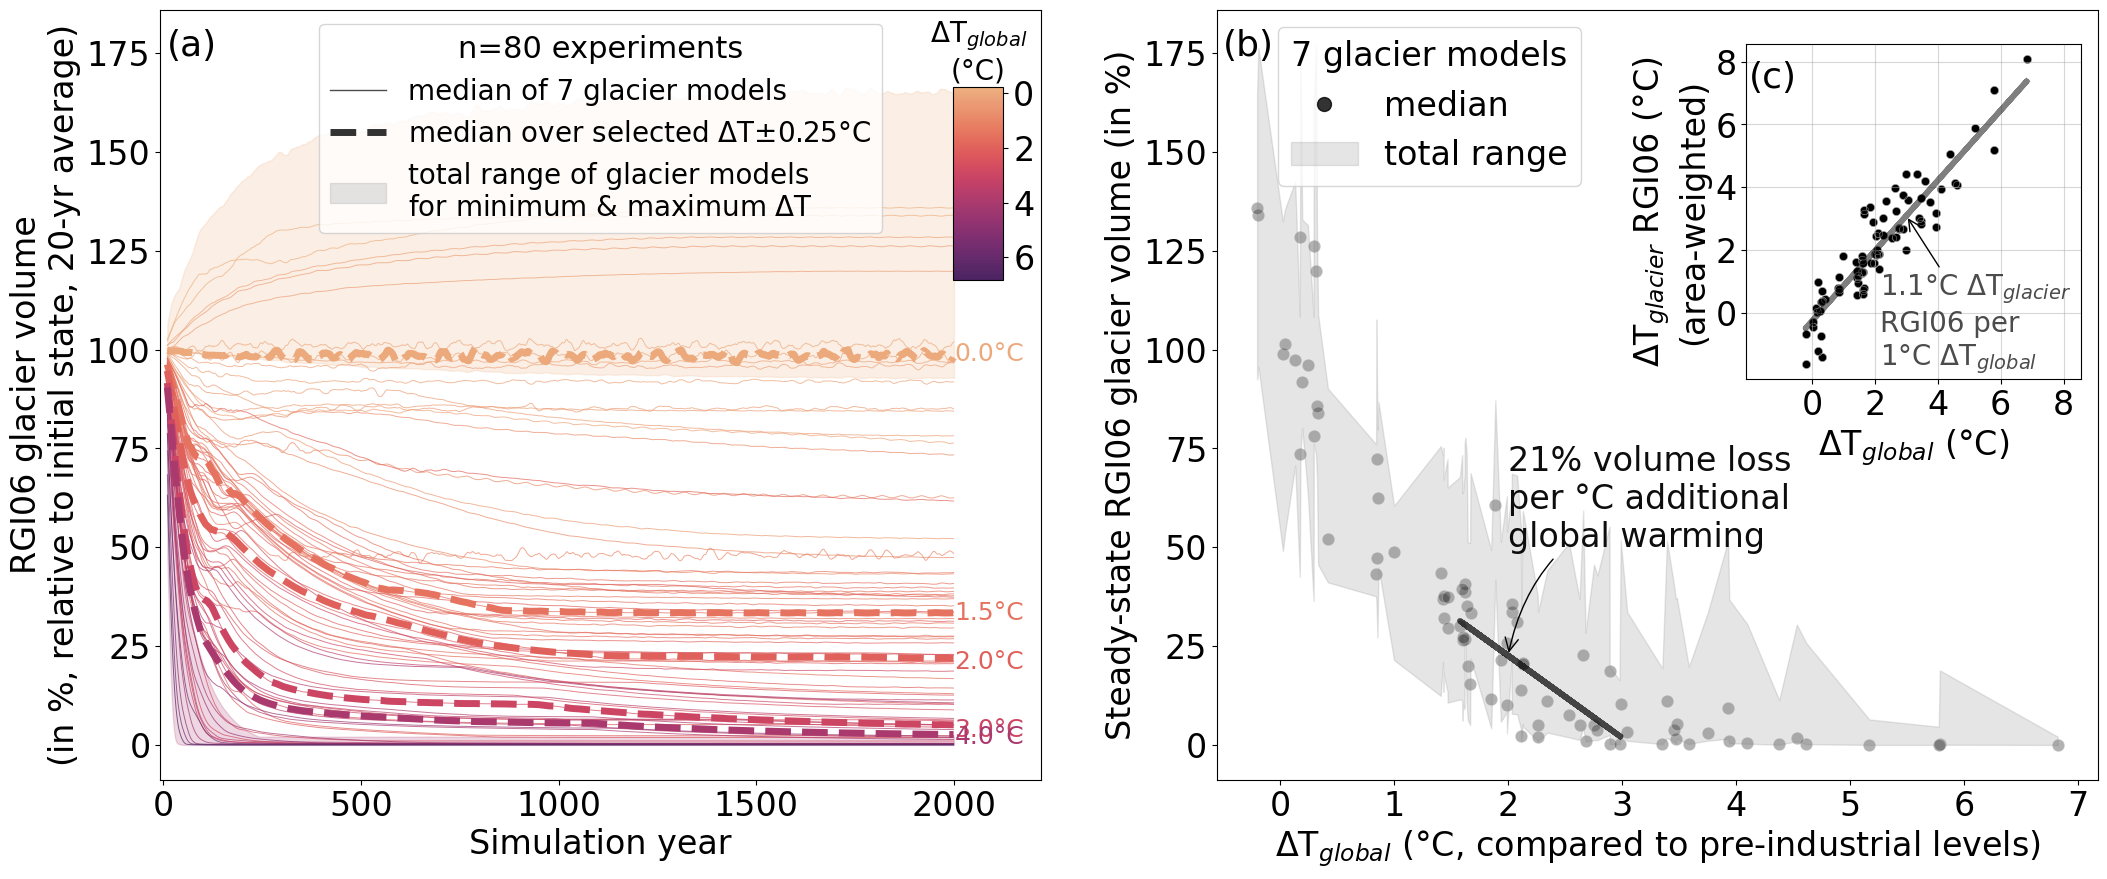 (a)
n=80 experiments
median of 7 glacier models
median over selected ΔT±0.25°C
total range of glacier models
for minimum & maximum ΔT
ΔTglobal
(°C)
0
2
4
6
RGI06 glacier volume
(in %, relative to initial state, 20-yr average)
175
150
125
100
75
50
25
0
0.0°C
1.5°C
2.0°C
3.0°C
4.0°C
0
500
1000
1500
2000
Simulation year
(b)
7 glacier models
median
total range
Steady-state RGI06 glacier volume (in %)
175
150
125
100
75
50
25
0
21% volume loss
per °C additional
global warming
0
1
2
3
4
5
6
7
ΔTglobal (°C, compared to pre-industrial levels)
(c)
ΔTglacier RGI06 (°C)
(area-weighted)
8
6
4
2
0
1.1°C ΔTglacier
RGI06 per
1°C ΔTglobal
0
2
4
6
8
ΔTglobal (°C)